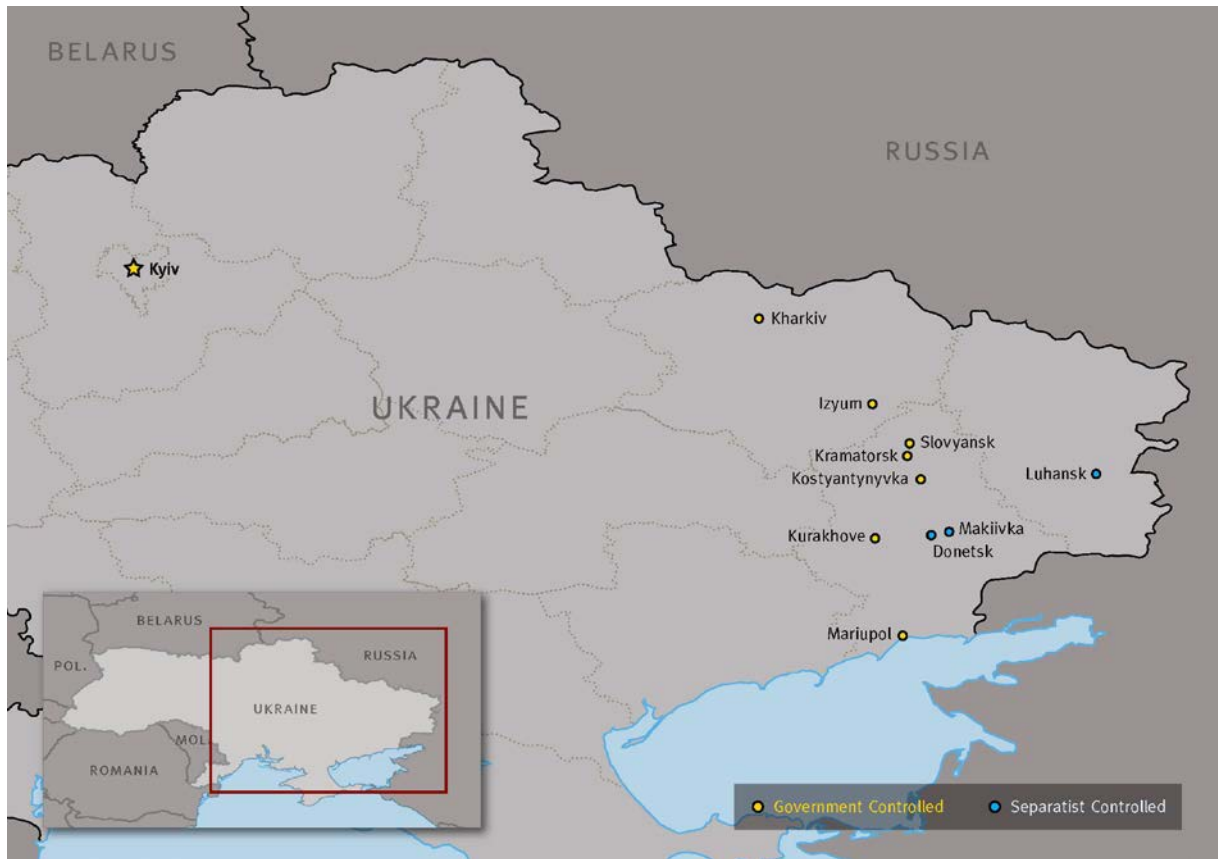 BELARUS
RUSSIA
Kyiv
Kharkiv
UKRAINE
Izyum
Slovyansk
Kramatorsk
Kostyantynyvka
Luhansk
Kurakhove
Makiivka
Donetsk
Mariupol
BELARUS
POL.
RUSSIA
UKRAINE
MOL.
ROMANIA
Government Controlled
Separatist Controlled